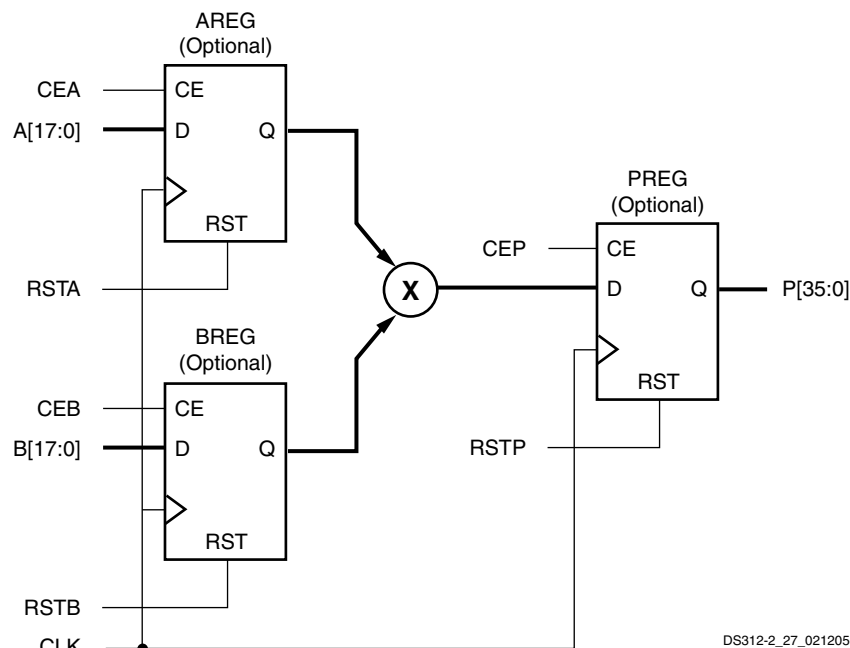 AREG
(Optional)
CEA
CE
A[17:0]
D
Q
RST
RSTA
PREG
(Optional)
CEP
CE
X
D
Q
P[35:0]
RST
RSTP
BREG
(Optional)
CEB
CE
B[17:0]
D
Q
RST
RSTB
CLK
DS312-2_27_021205